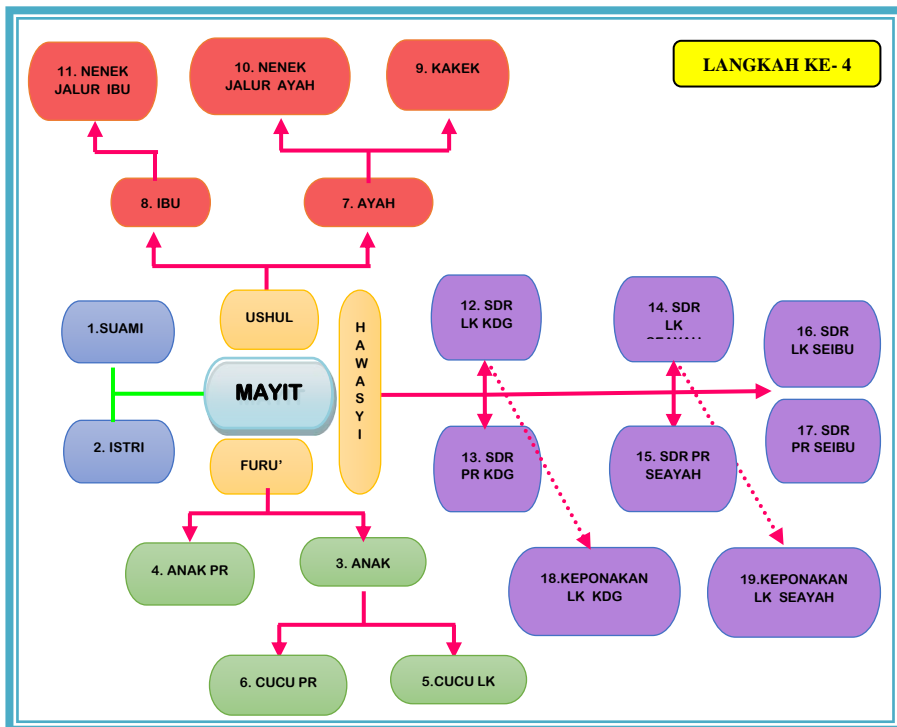 LANGKAH KE- 4
11. NENEK
JALUR IBU
10. NENEK
JALUR AYAH
9. KAKEK
8. IBU
7. AYAH
1.SUAMI
2. ISTRI
USHUL
MAYIT
FURU'
HAWASYI
12. SDR
LK KDG
13. SDR
PR KDG
14. SDR
LK
SEAYAH
15. SDR PR
SEAYAH
16. SDR
LK SEIBU
17. SDR
PR SEIBU
18.KEPONAKAN
LK KDG
19.KEPONAKAN
LK SEAYAH
4. ANAK PR
3. ANAK
6. CUCU PR
5.CUCU LK